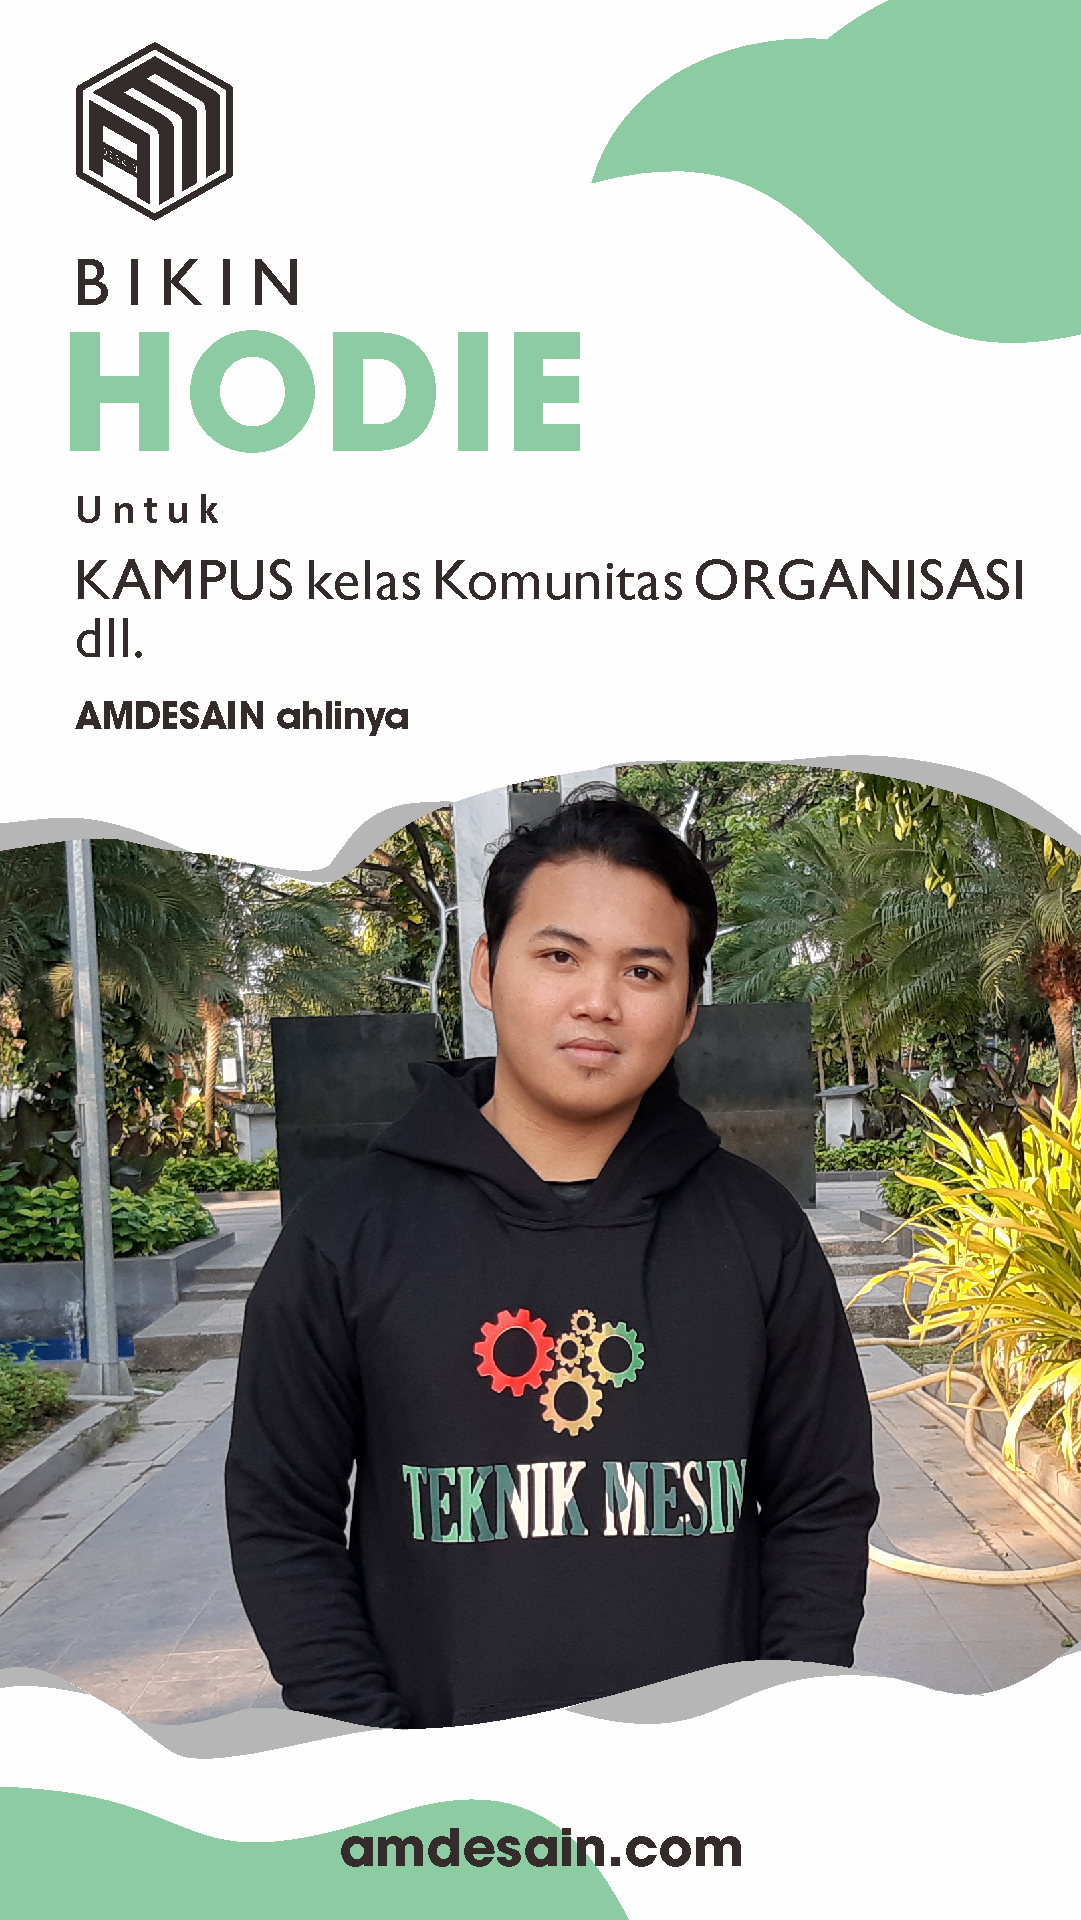 BIKIN
HODIE
Untuk
KAMPUS kelas Komunitas ORGANISASI
dll.
AMDESAIN ahlinya
TEKNIK MESIN
amdesain.com